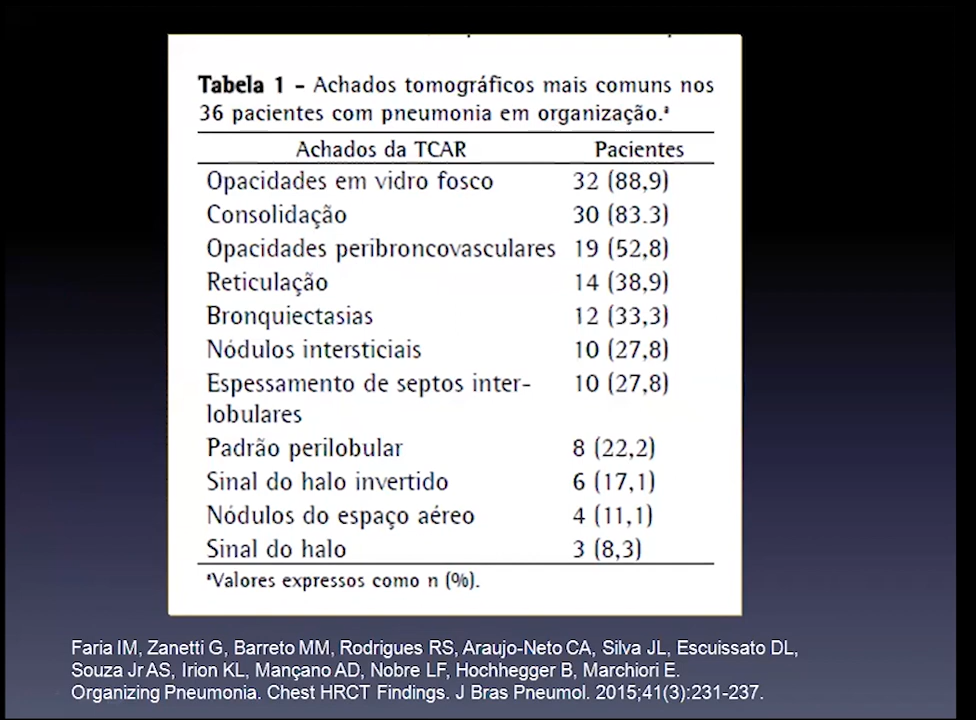 Tabela 1 - Achados tomográficos mais comuns nos
36 pacientes com pneumonia em organização.ª
Achados da TCAR Pacientes
Opacidades em vidro fosco 32 (88,9)
Consolidação 30 (83.3)
Opacidades peribroncovasculares 19 (52,8)
Reticulação 14 (38,9)
Bronquiectasias 12 (33,3)
Nódulos intersticiais 10 (27,8)
Espessamento de septos inter- 10 (27,8)
lobulares
Padrão perilobular 8 (22,2)
Sinal do halo invertido 6 (17,1)
Nódulos do espaço aéreo 4 (11,1)
Sinal do halo 3 (8,3)
ªValores expressos como n (%).
Faria IM, Zanetti G, Barreto MM, Rodrigues RS, Araujo-Neto CA, Silva JL, Escuissato DL,
Souza Jr AS, Irion KL, Mançano AD, Nobre LF, Hochhegger B, Marchiori E.
Organizing Pneumonia. Chest HRCT Findings. J Bras Pneumol. 2015;41(3):231-237.